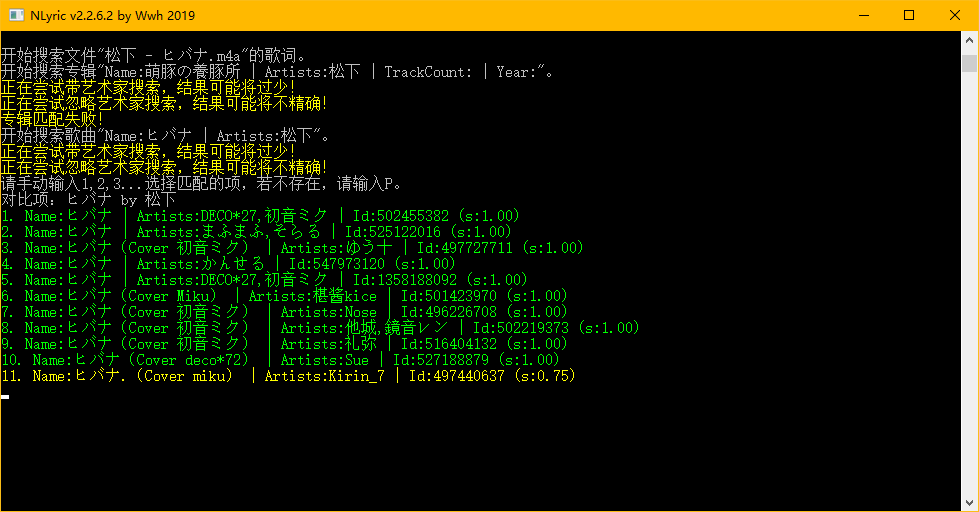 NLyric v2.2.6.2 by Wwh 2019
开始搜索文件"松下 - ヒバナ.m4a"的歌词。
开始搜索专辑"Name:萌豚の養豚所 | Artists:松下 | TrackCount: | Year:"。
正在尝试带艺术家搜索，结果可能将过少!
正在尝试忽略艺术家搜索，结果可能将不精确!
专辑匹配失败!
开始搜索歌曲"Name:ヒバナ | Artists:松下"。
正在尝试带艺术家搜索，结果可能将过少!
正在尝试忽略艺术家搜索，结果可能将不精确!
请手动输入1,2,3...选择匹配的项，若不存在，请输入P。
对比项：ヒバナ by 松下
1. Name:ヒバナ | Artists:DECO*27,初音ミク | Id:502455382 (s:1.00)
2. Name:ヒバナ | Artists:まふまふ,そらる | Id:525122016 (s:1.00)
3. Name:ヒバナ (Cover 初音ミク) | Artists:ゆう十 | Id:497727711 (s:1.00)
4. Name:ヒバナ | Artists:かんせる | Id:547973120 (s:1.00)
5. Name:ヒバナ | Artists:DECO*27,初音ミク | Id:1358188092 (s:1.00)
6. Name:ヒバナ (Cover Miku) | Artists:椹醤kice | Id:501423970 (s:1.00)
7. Name:ヒバナ (Cover 初音ミク) | Artists:Nose | Id:496226708 (s:1.00)
8. Name:ヒバナ (Cover 初音ミク) | Artists:他城,鏡音レン | Id:502219373 (s:1.00)
9. Name:ヒバナ (Cover 初音ミク) | Artists:礼弥 | Id:516404132 (s:1.00)
10. Name:ヒバナ (Cover deco*72) | Artists:Sue | Id:527188879 (s:1.00)
11. Name:ヒバナ. (Cover miku) | Artists:Kirin_7 | Id:497440637 (s:0.75)